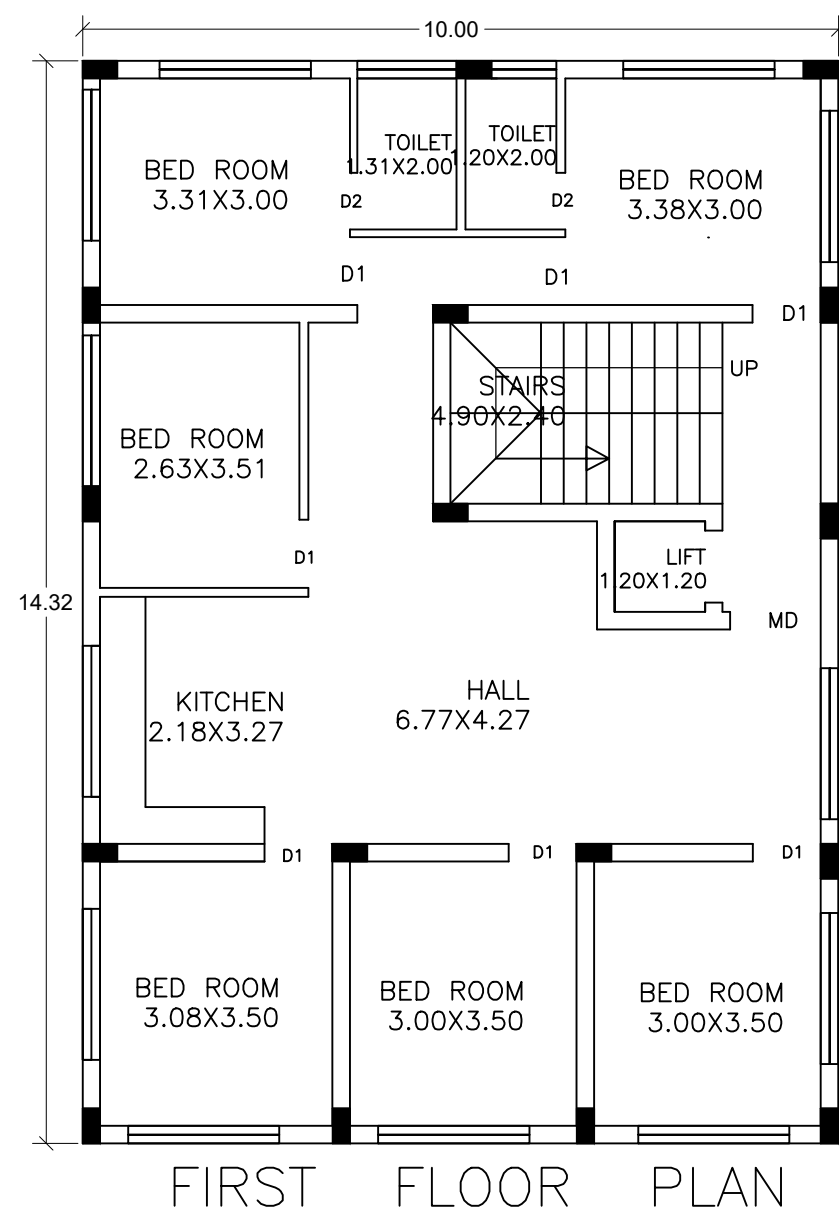 10.00
TOILET
1.31X2.00
TOILET
1.20X2.00
BED ROOM
3.31X3.00
BED ROOM
3.38X3.00
D2
D2
D1
D1
D1
UP
STAIRS
4.90X2.40
BED ROOM
2.63X3.51
D1
LIFT
1.20X1.20
14.32
MD
KITCHEN
2.18X3.27
HALL
6.77X4.27
D1
D1
D1
BED ROOM
3.08X3.50
BED ROOM
3.00X3.50
BED ROOM
3.00X3.50
FIRST FLOOR PLAN